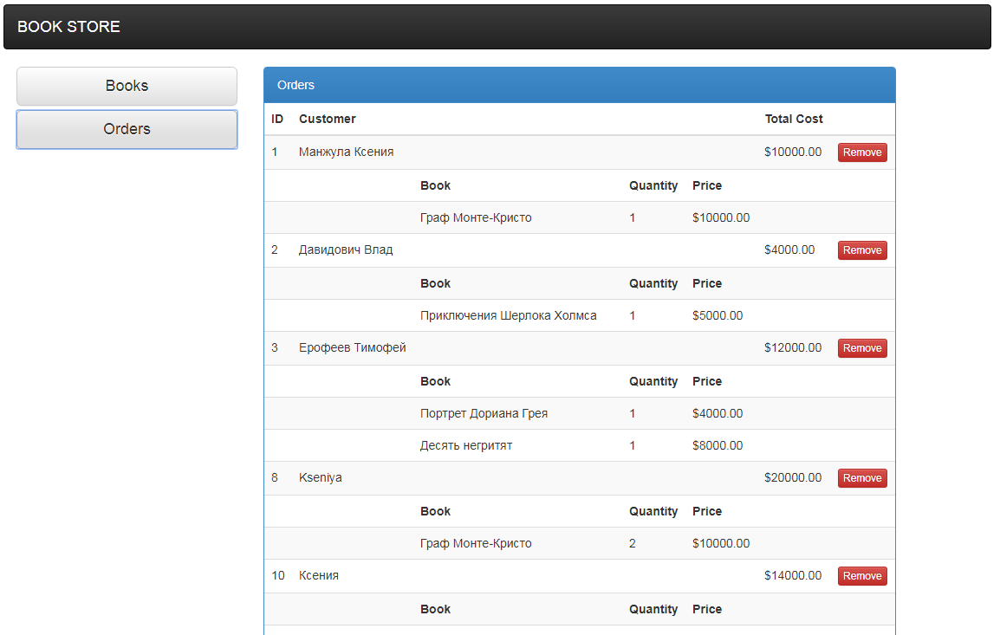 BOOK STORE
Books
Orders
Orders
ID Customer Total Cost
1 Манжула Ксения $10000.00 Remove
Book Quantity Price
Граф Монте-Кристо 1 $10000.00
2 Давидович Влад $4000.00 Remove
Book Quantity Price
Приключения Шерлока Холмса 1 $5000.00
3 Ерофеев Тимофей $12000.00 Remove
Book Quantity Price
Портрет Дориана Грея 1 $4000.00
Десять негритят 1 $8000.00
8 Kseniya $20000.00 Remove
Book Quantity Price
Граф Монте-Кристо 2 $10000.00
10 Ксения $14000.00 Remove
Book Quantity Price